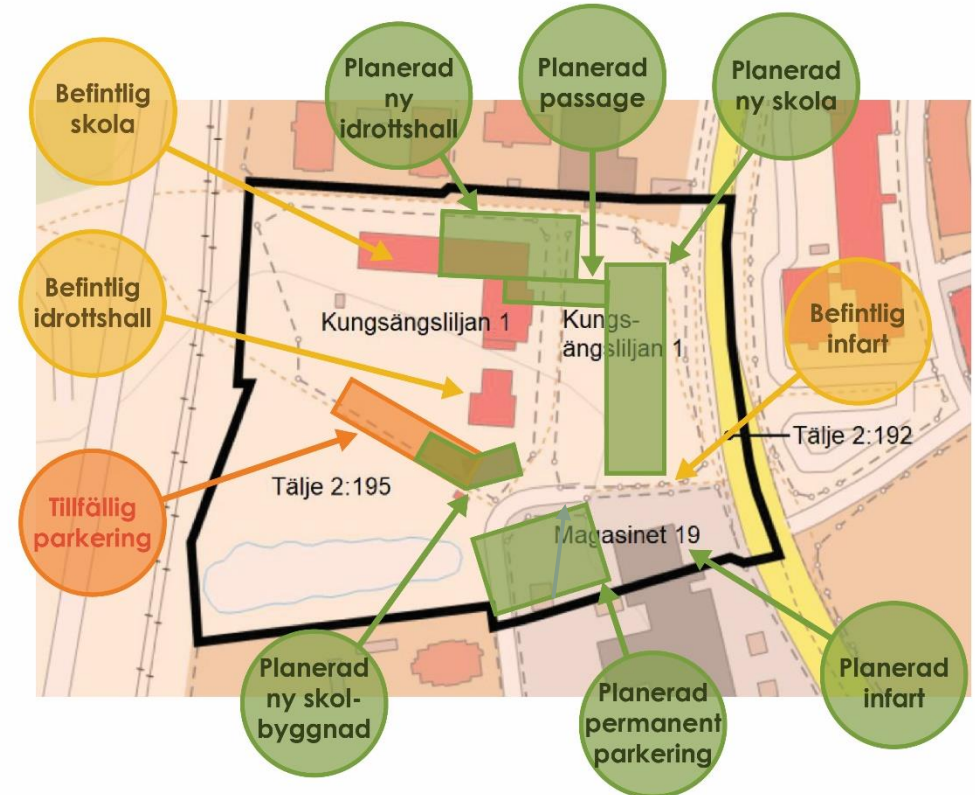 Befintlig
skola
Planerad
ny
idrottshall
Planerad
passage
Planerad
ny skola
Befintlig
idrottshall
Kungsängsliljan 1
Kungs-
ängsliljan 1
Befintlig
infart
Tälje 2:192
Tillfällig
parkering
Tälje 2:195
Magasinet 19
Planerad
ny skol-
byggnad
Planerad
permanent
parkering
Planerad
infart